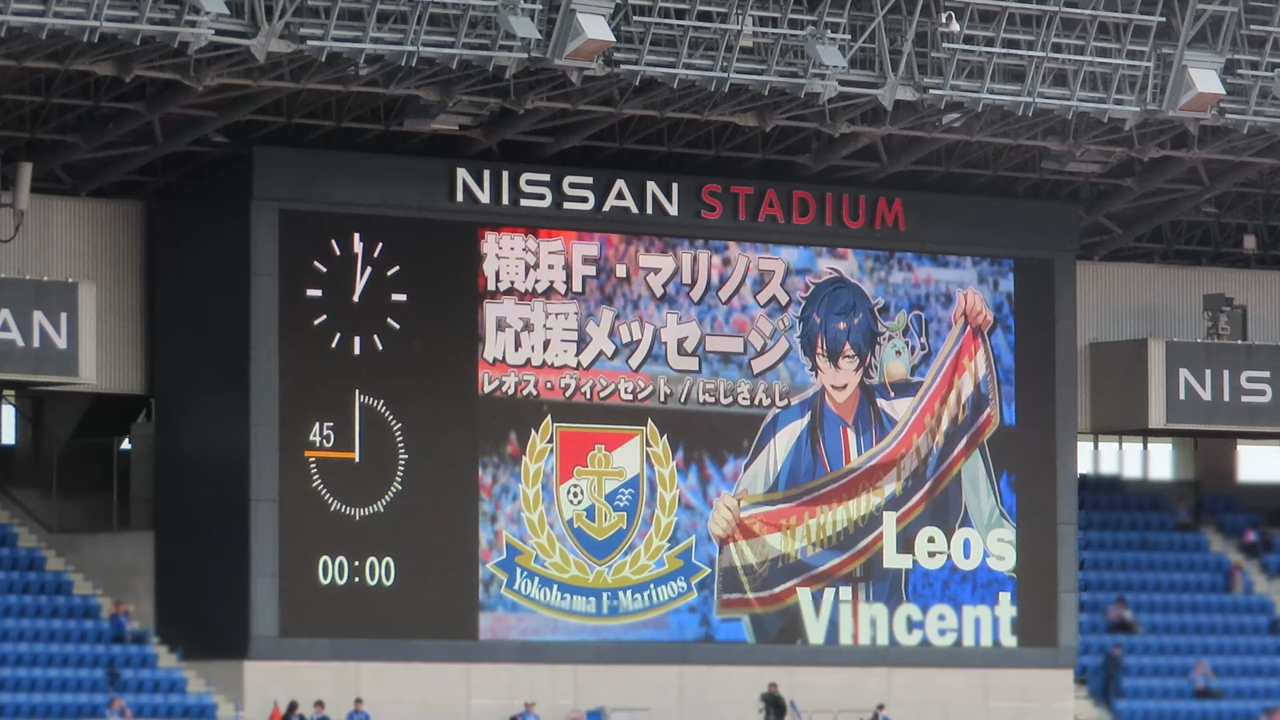 NISSAN STADIUM
横浜F・マリノス
応援メッセージ
レオス・ヴィンセント/にじさんじ
45
00:00
Yokohama F・Marinos
MARINOS
Leos
Vincent
AN
NIS